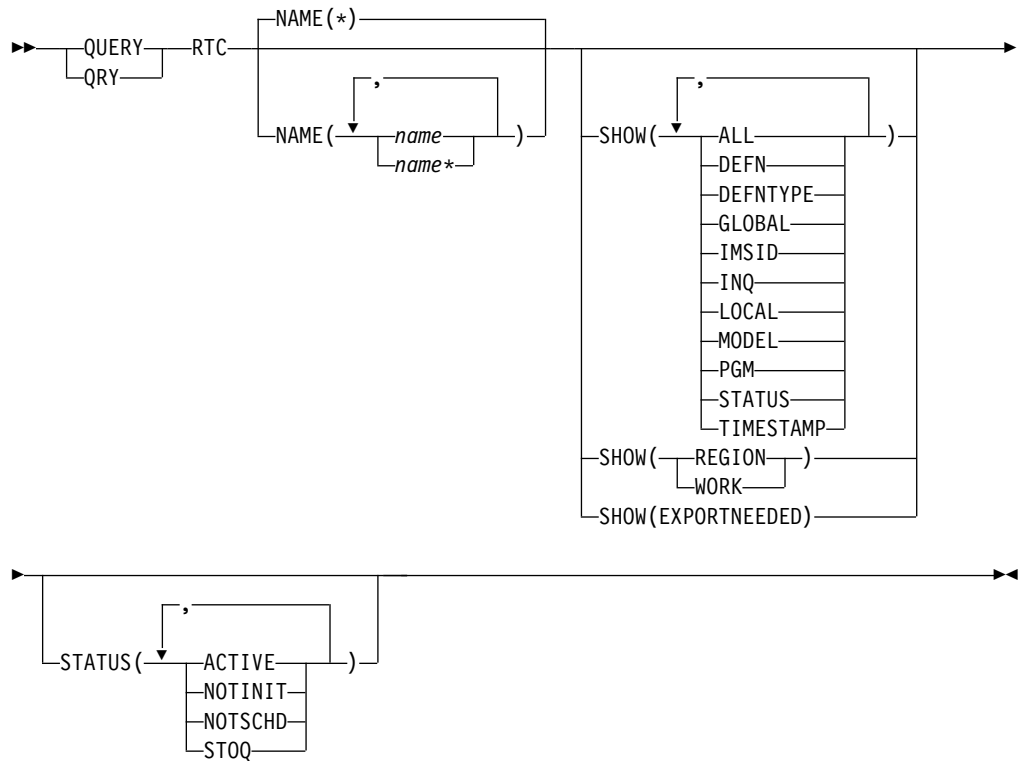 NAME(*)
QUERY RTC
QRY
, ,
NAME( name ) SHOW( ALL )
name* DEFN
DEFNTYPE
GLOBAL
IMSID
INQ
LOCAL
MODEL
PGM
STATUS
TIMESTAMP
SHOW( REGION )
WORK
SHOW(EXPORTNEEDED)
,
STATUS( ACTIVE )
NOTINIT
NOTSCHD
STOQ